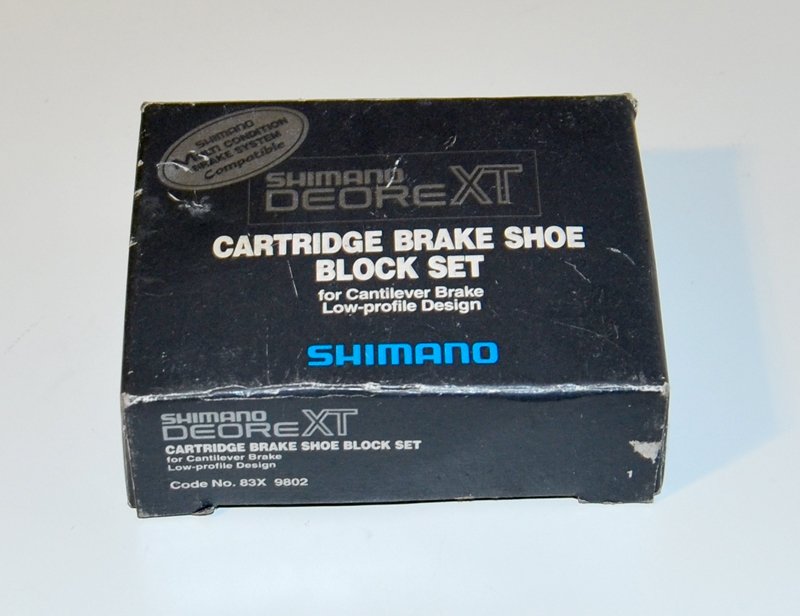 SHIMANO
MULTI CONDITION
BRAKE SYSTEM
Compatible
SHIMANO
DEORE XT
CARTRIDGE BRAKE SHOE
BLOCK SET
for Cantilever Brake
Low-profile Design
SHIMANO
SHIMANO
DEORE XT
CARTRIDGE BRAKE SHOE BLOCK SET
for Cantilever Brake
Low-profile Design
Code No. 83X 9802
1